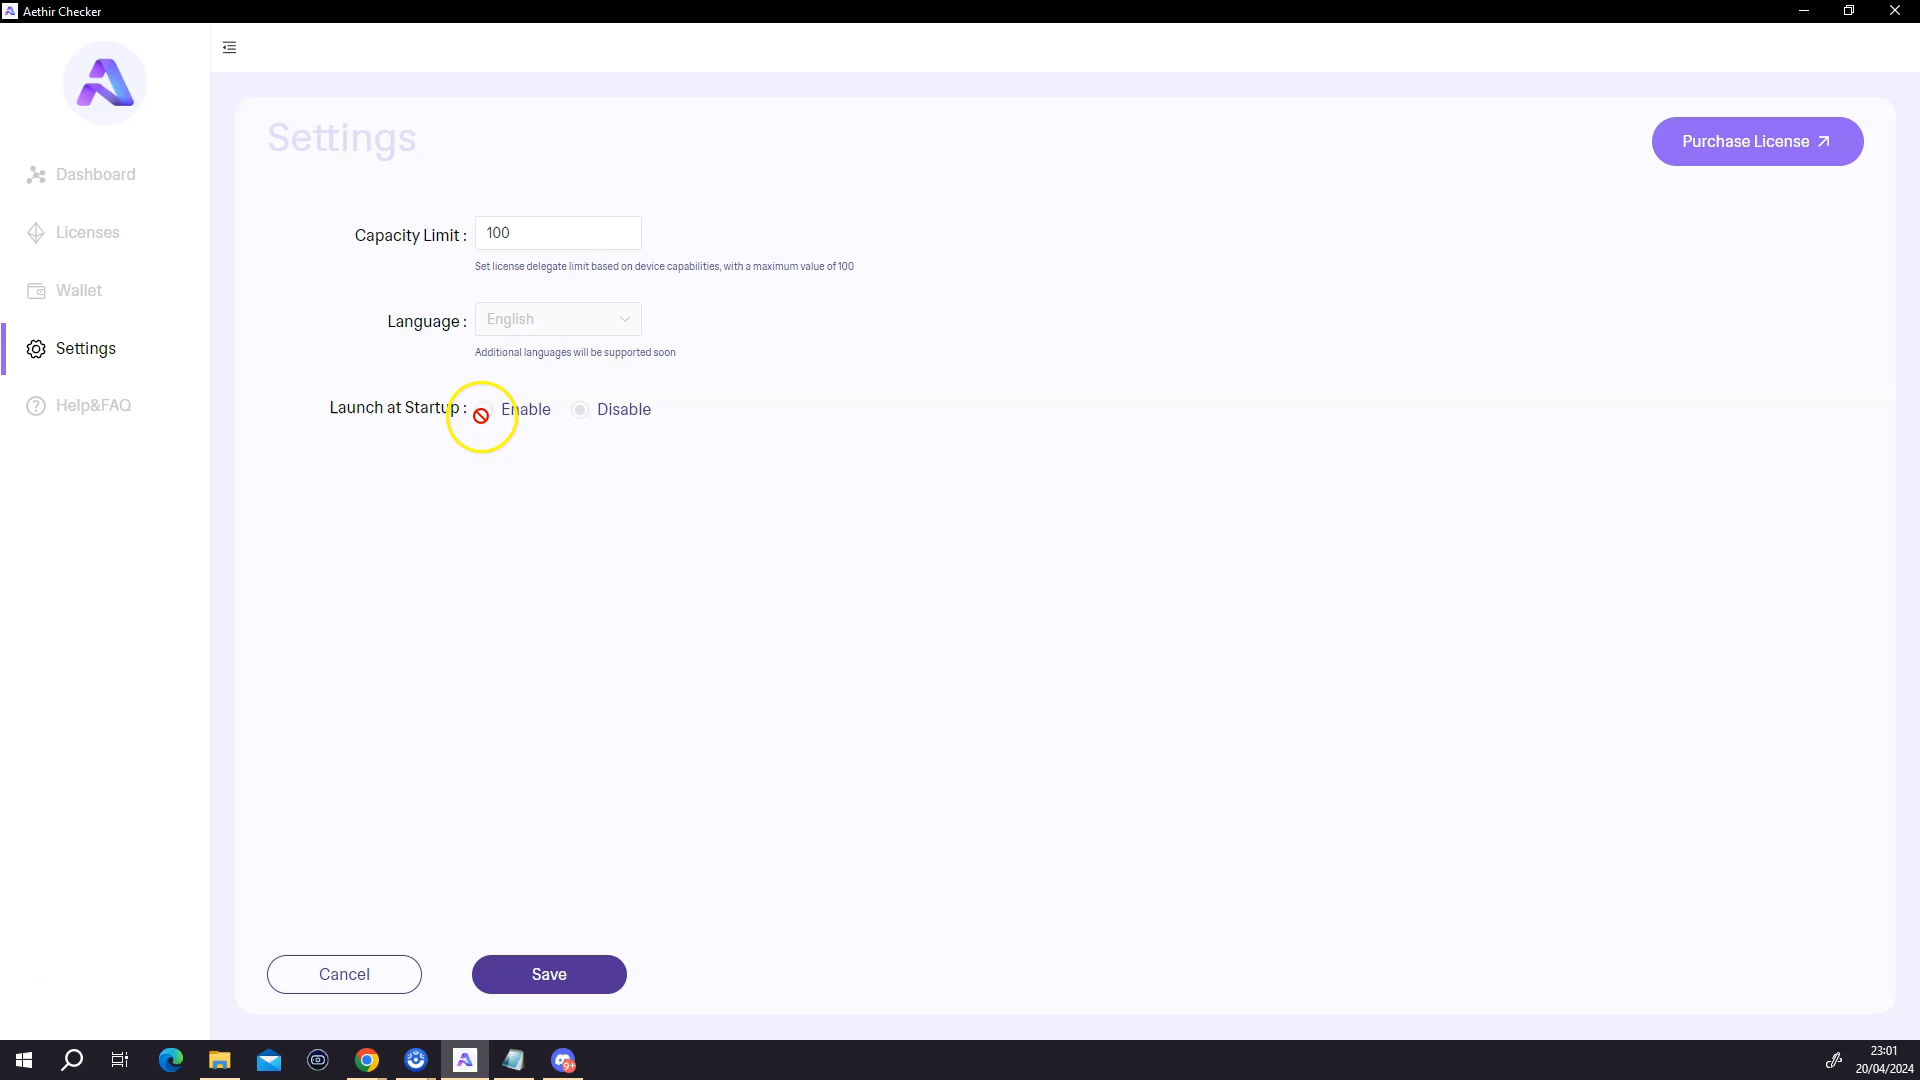 Aethir Checker
Dashboard
Licenses
Wallet
Settings
Help&FAQ
Settings
Purchase License
Capacity Limit : 100
Set license delegate limit based on device capabilities, with a maximum value of 100
Language : English
Additional languages will be supported soon
Launch at Startup : Enable Disable
Cancel Save
9+
23:01
20/04/2024